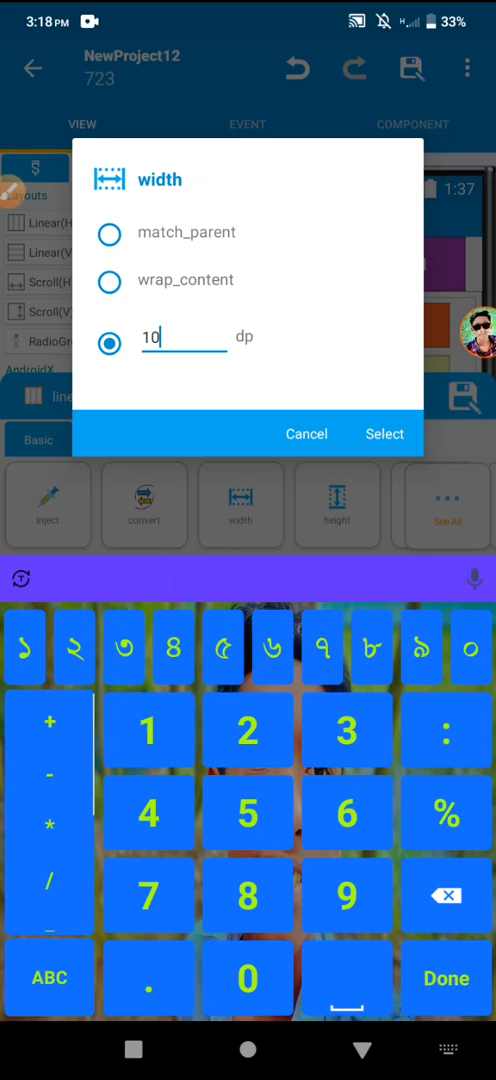 3:18 PM
33%
NewProject12
723
VIEW
EVENT
COMPONENT
1:37
Layouts
Linear(H
Linear(V
Scroll(H
Scroll(V
RadioGr
AndroidX
width
match_parent
wrap_content
10 dp
Cancel
Select
line
Basic
inject
convert
width
height
See All
১ ২ ৩ ৪ ৫ ৬ ৭ ৮ ৯ ০
+ 1 2 3 :
-
* 4 5 6 %
/ 7 8 9
_
ABC . 0 Done